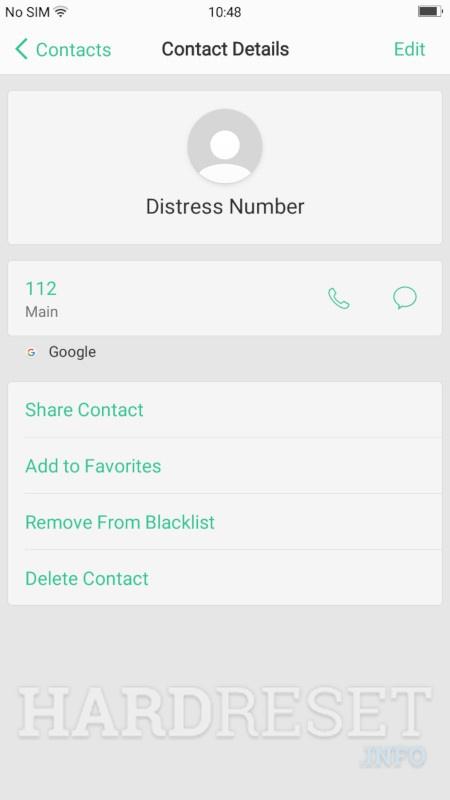 No SIM 10:48
Contacts Contact Details Edit
Distress Number
112
Main
G Google
Share Contact
Add to Favorites
Remove From Blacklist
Delete Contact
HARDRESET
.INFO